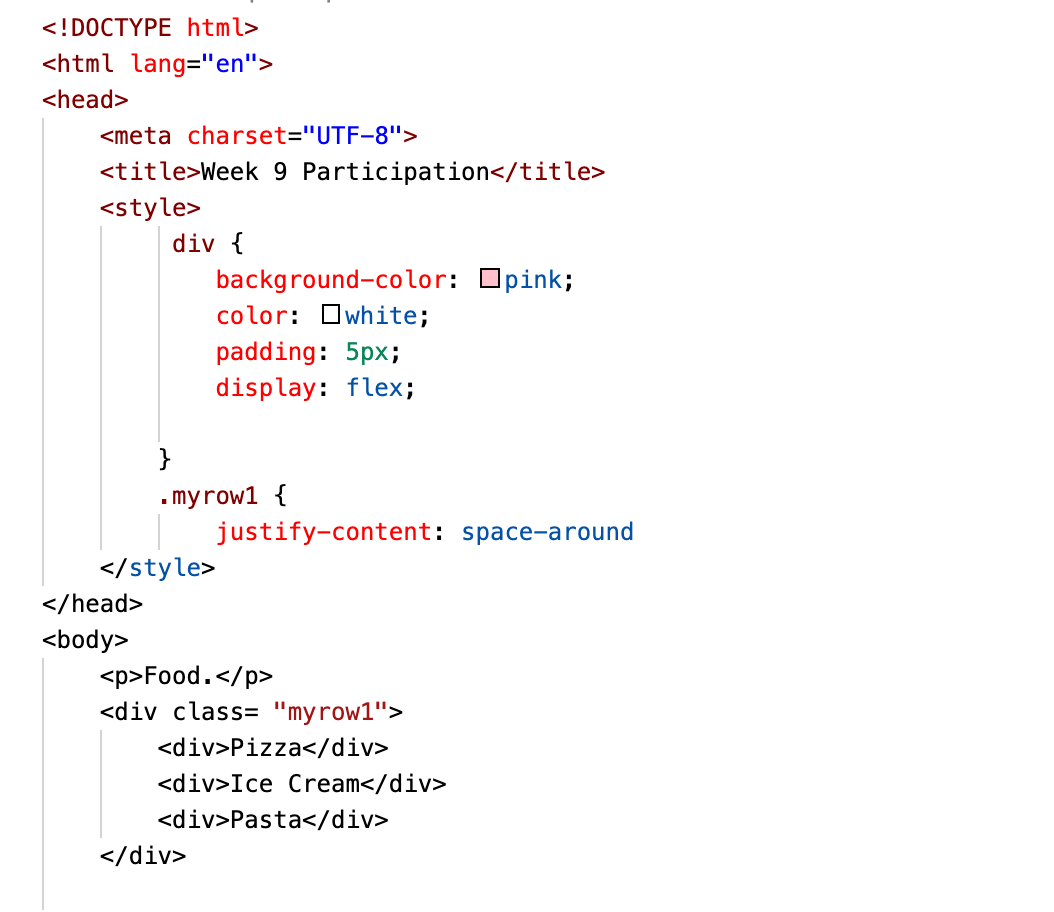 <!DOCTYPE html>
<html lang="en">
<head>
    <meta charset="UTF-8">
    <title>Week 9 Participation</title>
    <style>
         div {
            background-color: pink;
            color: white;
            padding: 5px;
            display: flex;

        }
        .myrow1 {
            justify-content: space-around
    </style>
</head>
<body>
    <p>Food.</p>
    <div class= "myrow1">
        <div>Pizza</div>
        <div>Ice Cream</div>
        <div>Pasta</div>
    </div>